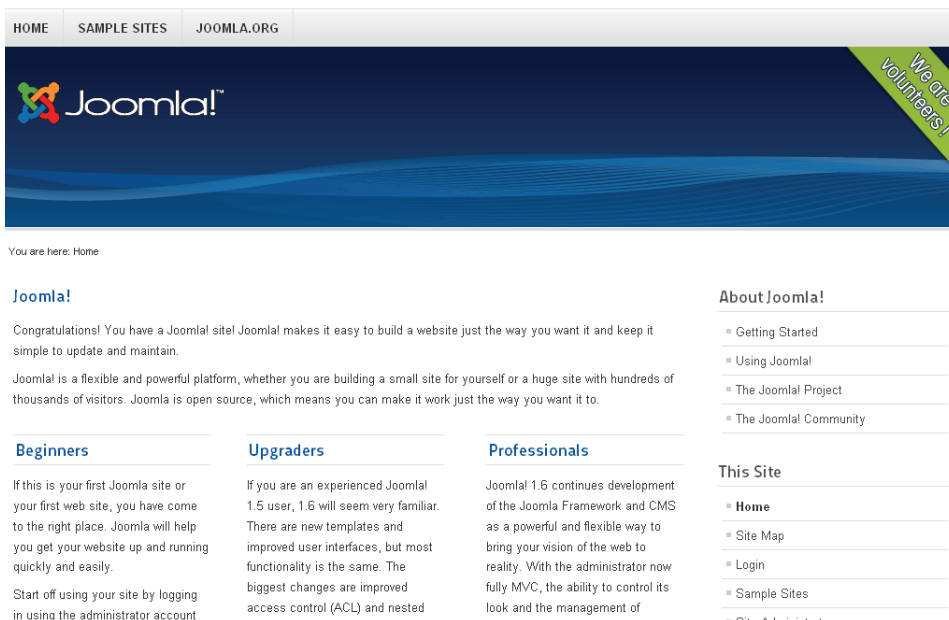 HOME SAMPLE SITES JOOMLA.ORG
Joomla!™
We are
volunteers!
You are here: Home
Joomla!
Congratulations! You have a Joomla! site! Joomla! makes it easy to build a website just the way you want it and keep it
simple to update and maintain.
Joomla! is a flexible and powerful platform, whether you are building a small site for yourself or a huge site with hundreds of
thousands of visitors. Joomla is open source, which means you can make it work just the way you want it to.
Beginners
If this is your first Joomla site or
your first web site, you have come
to the right place. Joomla will help
you get your website up and running
quickly and easily.
Start off using your site by logging
in using the administrator account
Upgraders
If you are an experienced Joomla!
1.5 user, 1.6 will seem very familiar.
There are new templates and
improved user interfaces, but most
functionality is the same. The
biggest changes are improved
access control (ACL) and nested
Professionals
Joomla! 1.6 continues development
of the Joomla Framework and CMS
as a powerful and flexible way to
bring your vision of the web to
reality. With the administrator now
fully MVC, the ability to control its
look and the management of
About Joomla!
Getting Started
Using Joomla!
The Joomla! Project
The Joomla! Community
This Site
Home
Site Map
Login
Sample Sites